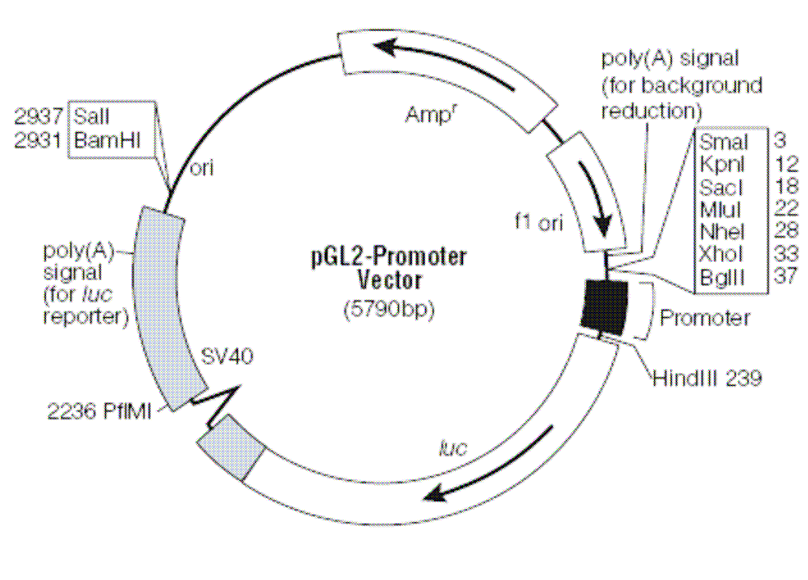 poly(A) signal
(for background
reduction)
2937 SalI
2931 BamHI
Ampʳ
SmaI 3
KpnI 12
SacI 18
MluI 22
NheI 28
XhoI 33
BglII 37
ori
f1 ori
pGL2-Promoter
Vector
(5790bp)
poly(A)
signal
(for luc
reporter)
Promoter
SV40
HindIII 239
2236 PflMI
luc